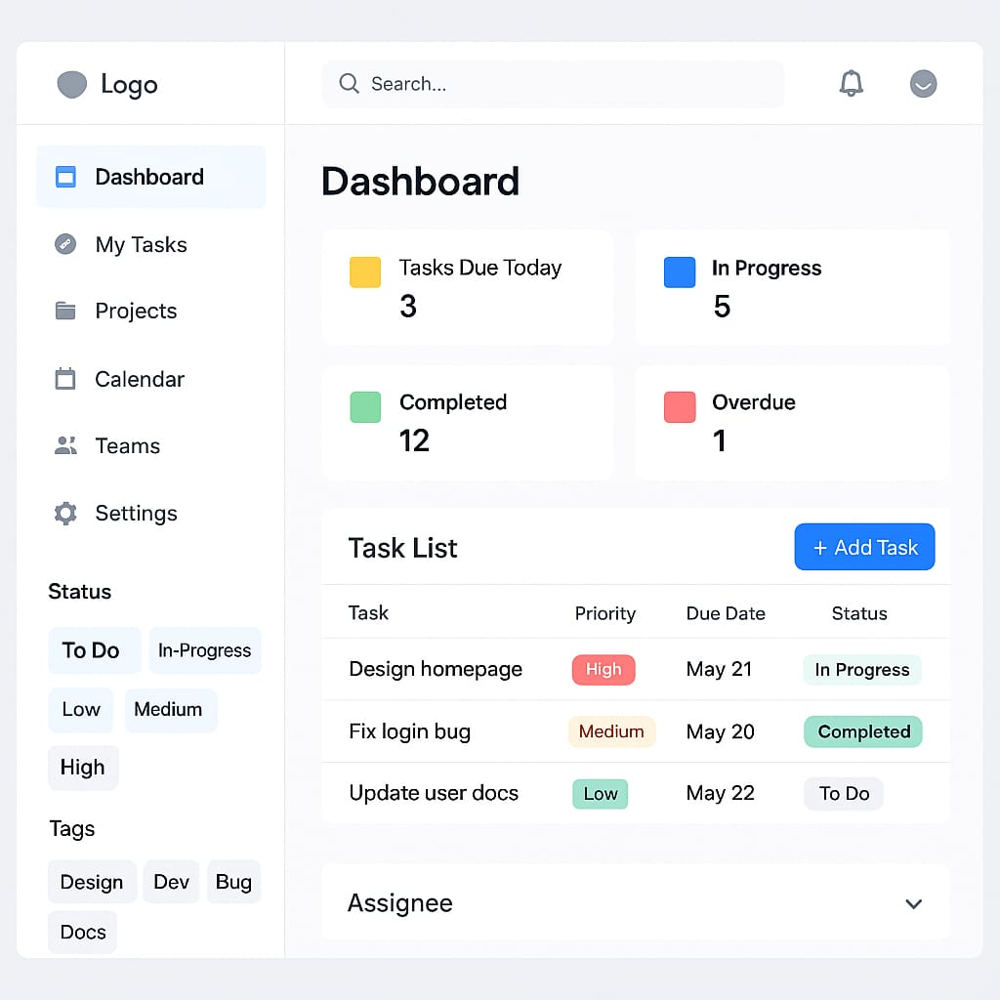 Logo
Search...
Dashboard
My Tasks
Projects
Calendar
Teams
Settings
Status
To Do In-Progress
Low Medium
High
Tags
Design Dev Bug
Docs
Dashboard
Tasks Due Today
3
In Progress
5
Completed
12
Overdue
1
Task List
+ Add Task
Task Priority Due Date Status
Design homepage High May 21 In Progress
Fix login bug Medium May 20 Completed
Update user docs Low May 22 To Do
Assignee